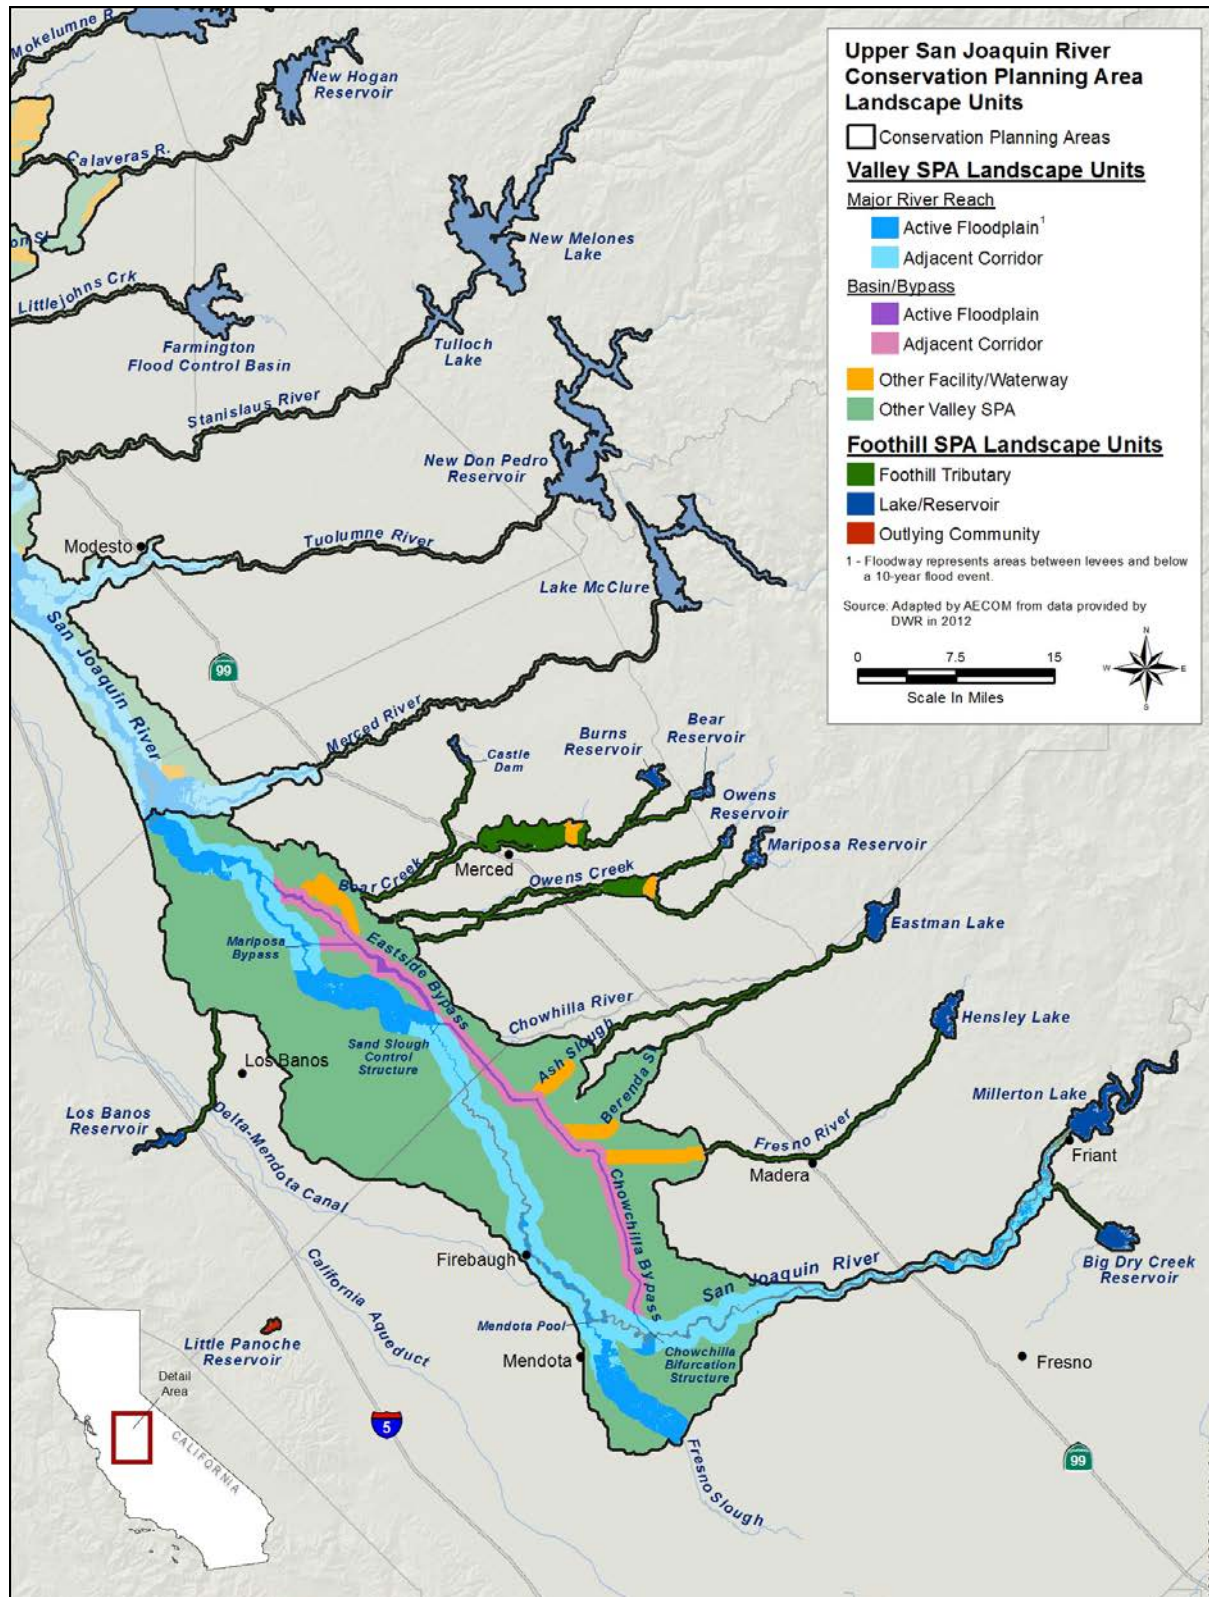 Mokelumne R.
New Hogan
Reservoir
Calaveras R.
New Melones
Lake
Littlejohns Crk
Farmington
Flood Control Basin
Tulloch
Lake
Stanislaus River
New Don Pedro
Reservoir
Modesto
Tuolumne River
Lake McClure
San Joaquin River
99
Merced River
Castle
Dam
Burns
Reservoir
Bear
Reservoir
Owens
Reservoir
Mariposa Reservoir
Merced
Bear Creek
Owens Creek
Eastman Lake
Mariposa
Bypass
Eastside Bypass
Chowhilla River
Hensley Lake
Sand Slough
Control
Structure
Ash Slough
Berenda S.
Los Banos
Los Banos
Reservoir
Delta-Mendota Canal
Millerton Lake
Fresno River
Friant
Madera
Chowchilla Bypass
Firebaugh
San Joaquin River
Big Dry Creek
Reservoir
California Aqueduct
Mendota Pool
Mendota
Chowchilla
Bifurcation
Structure
Fresno
Little Panoche
Reservoir
Detail
Area
CALIFORNIA
5
99
Fresno Slough
Upper San Joaquin River
Conservation Planning Area
Landscape Units
Conservation Planning Areas
Valley SPA Landscape Units
Major River Reach
Active Floodplain1
Adjacent Corridor
Basin/Bypass
Active Floodplain
Adjacent Corridor
Other Facility/Waterway
Other Valley SPA
Foothill SPA Landscape Units
Foothill Tributary
Lake/Reservoir
Outlying Community
1 - Floodway represents areas between levees and below
a 10-year flood event.
Source: Adapted by AECOM from data provided by
DWR in 2012
0 7.5 15
Scale In Miles
N
W E
S